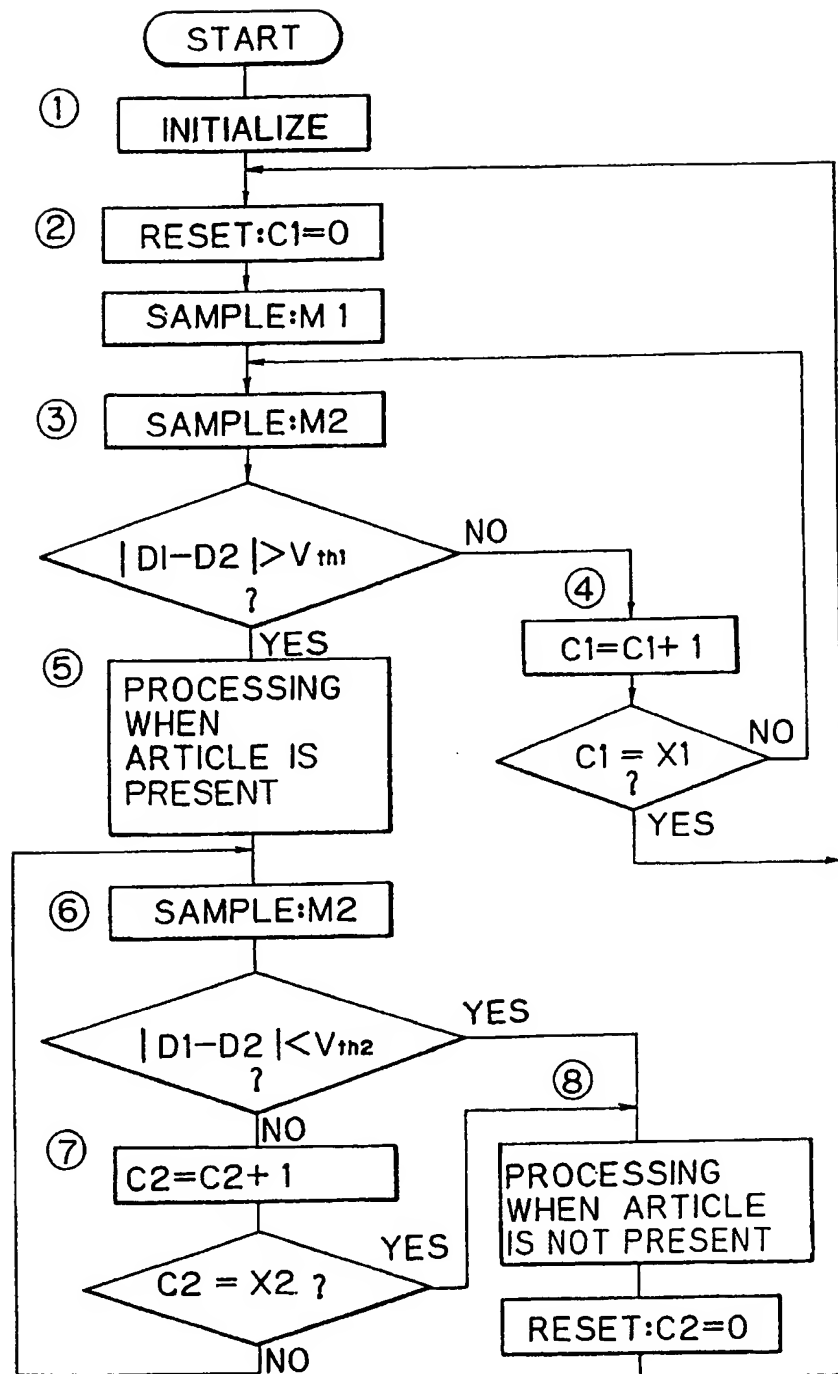 START
①
INITIALIZE
②
RESET:C1=0
SAMPLE:M1
③
SAMPLE:M2
|D1-D2|>Vth1
?
NO
YES
④
C1=C1+1
C1=X1
?
NO
YES
⑤
PROCESSING
WHEN
ARTICLE IS
PRESENT
⑥
SAMPLE:M2
|D1-D2|<Vth2
?
YES
NO
⑦
C2=C2+1
C2=X2?
YES
NO
⑧
PROCESSING
WHEN ARTICLE
IS NOT PRESENT
RESET:C2=0